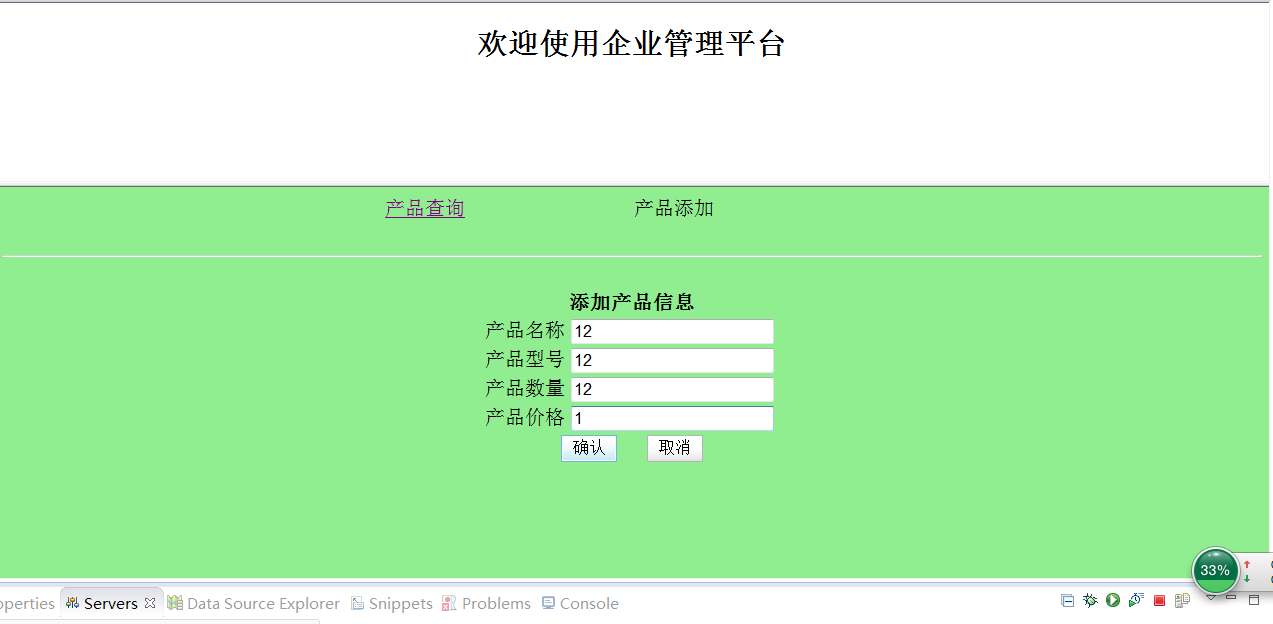 欢迎使用企业管理平台
产品查询 产品添加
添加产品信息
产品名称 12
产品型号 12
产品数量 12
产品价格 1
确认 取消
33%
operties Servers Data Source Explorer Snippets Problems Console